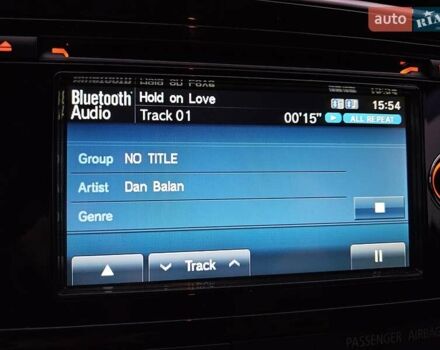 auto RIA
Bluetooth Audio
Hold on Love
15:54
Track 01
00'15"
ALL REPEAT
Group NO TITLE
Artist Dan Balan
Genre
Track
PASSENGER AIRBAG